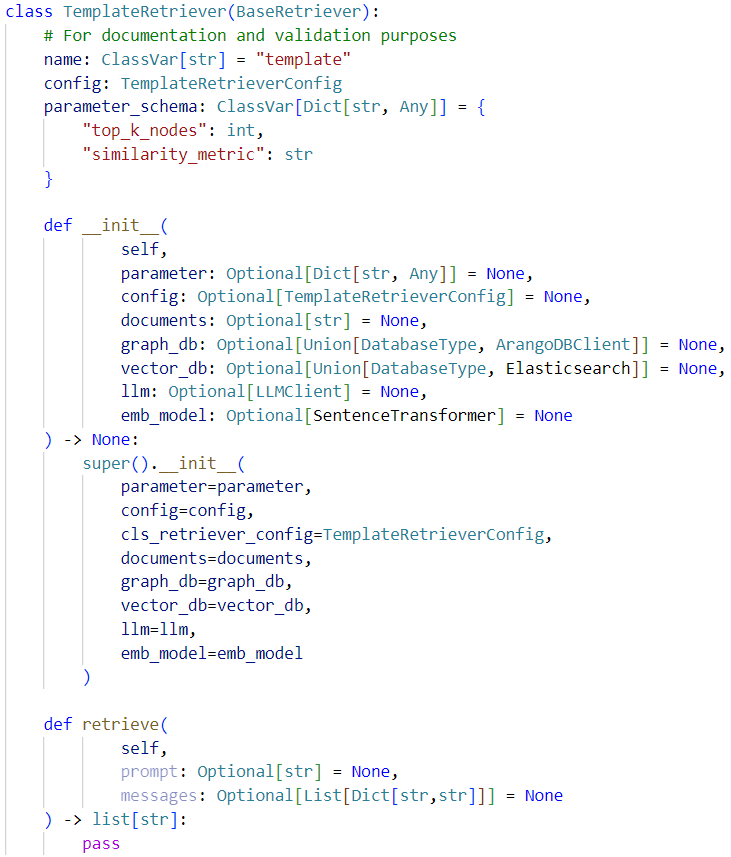 class TemplateRetriever(BaseRetriever):
    # For documentation and validation purposes
    name: ClassVar[str] = "template"
    config: TemplateRetrieverConfig
    parameter_schema: ClassVar[Dict[str, Any]] = {
        "top_k_nodes": int,
        "similarity_metric": str
    }

    def __init__(
            self,
            parameter: Optional[Dict[str, Any]] = None,
            config: Optional[TemplateRetrieverConfig] = None,
            documents: Optional[str] = None,
            graph_db: Optional[Union[DatabaseType, ArangoDBClient]] = None,
            vector_db: Optional[Union[DatabaseType, Elasticsearch]] = None,
            llm: Optional[LLMClient] = None,
            emb_model: Optional[SentenceTransformer] = None
    ) -> None:
        super().__init__(
            parameter=parameter,
            config=config,
            cls_retriever_config=TemplateRetrieverConfig,
            documents=documents,
            graph_db=graph_db,
            vector_db=vector_db,
            llm=llm,
            emb_model=emb_model
        )

    def retrieve(
            self,
            prompt: Optional[str] = None,
            messages: Optional[List[Dict[str,str]]] = None
    ) -> list[str]:
        pass